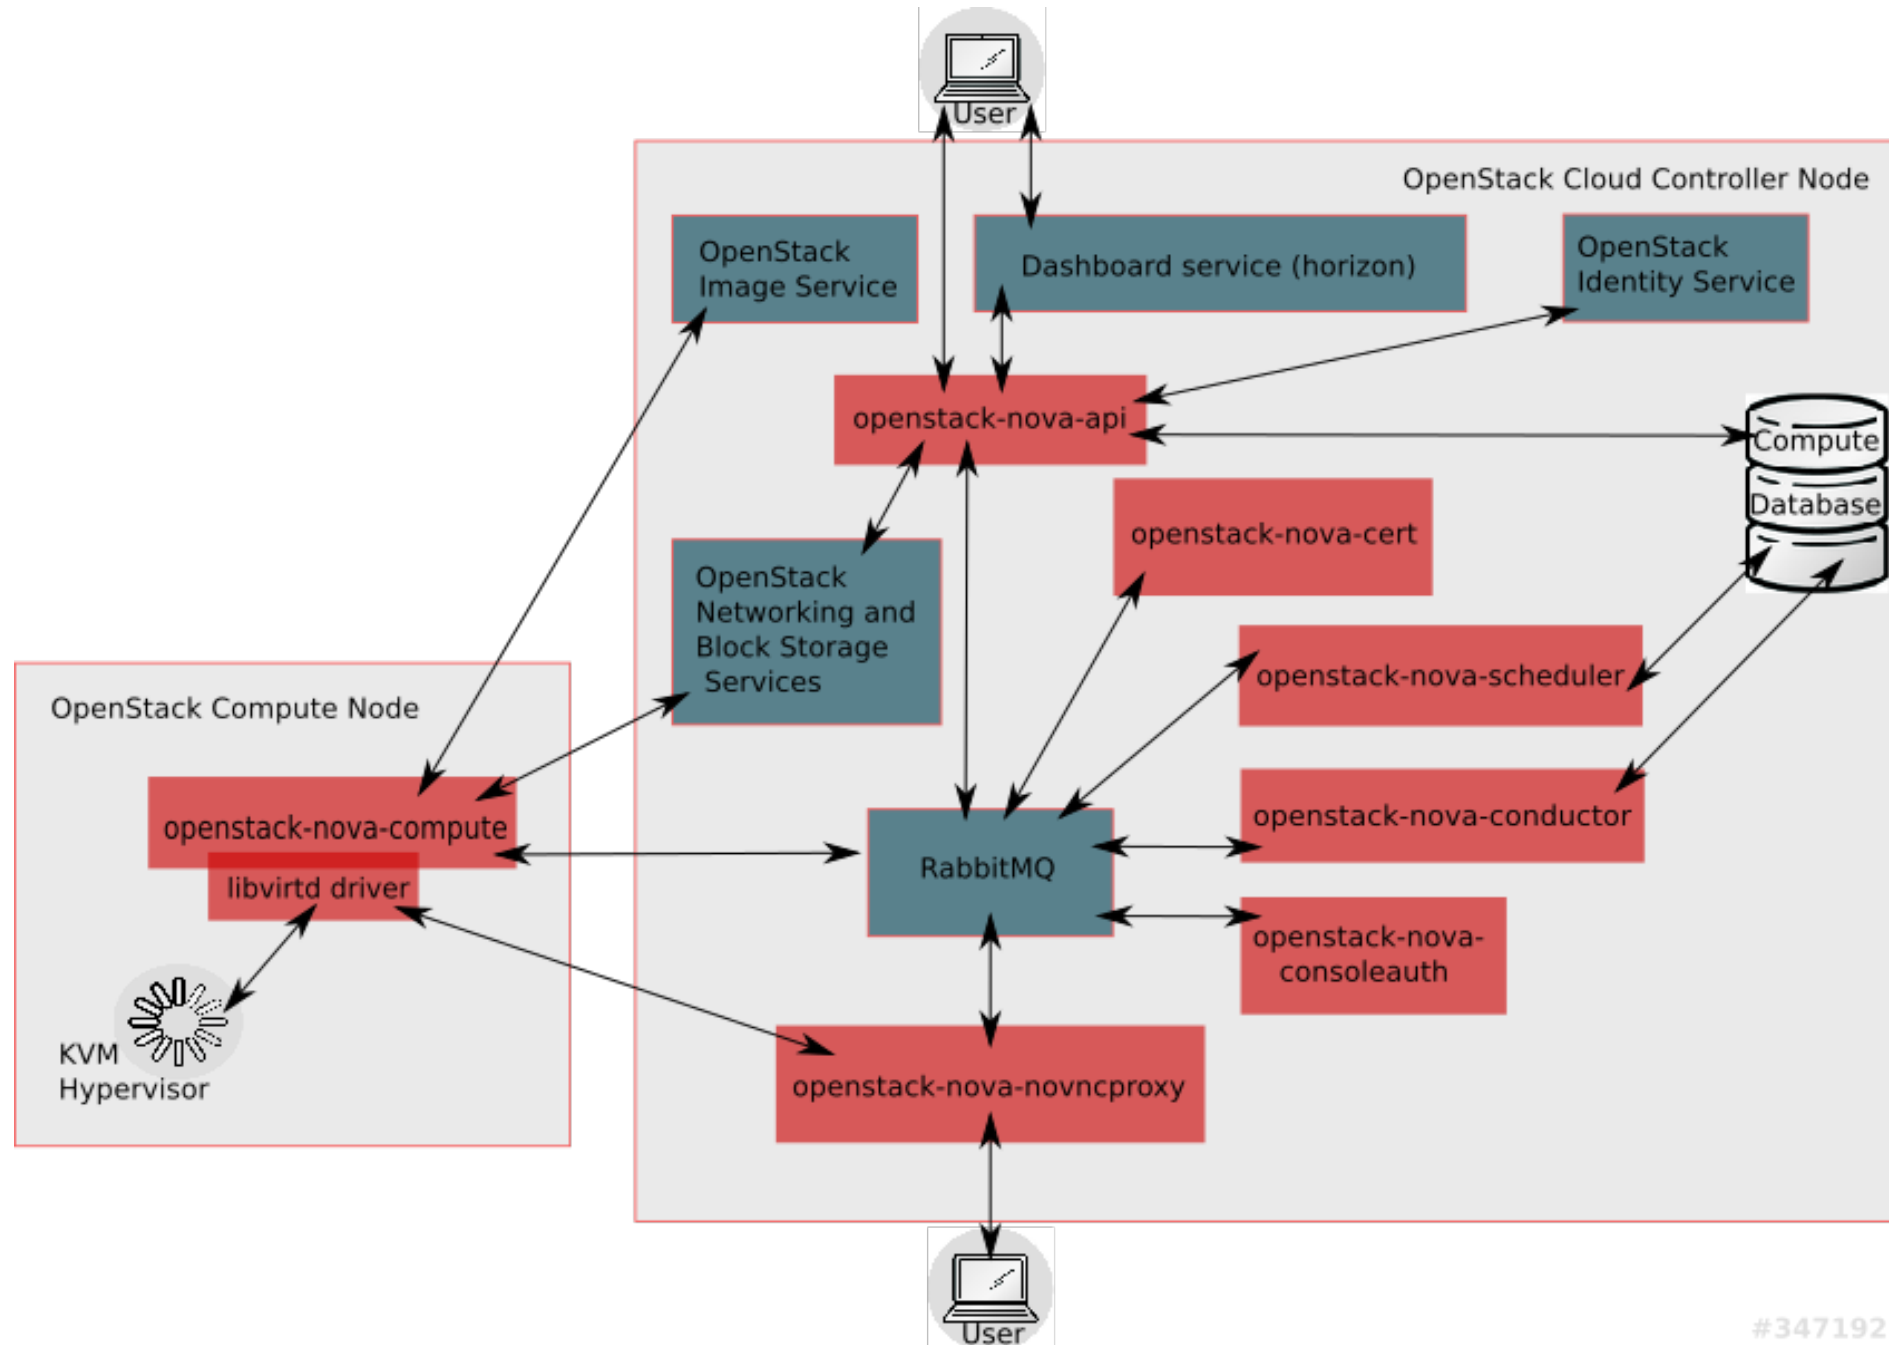 User
OpenStack Cloud Controller Node
OpenStack
Image Service
Dashboard service (horizon)
OpenStack
Identity Service
openstack-nova-api
Compute
Database
openstack-nova-cert
OpenStack
Networking and
Block Storage
Services
openstack-nova-scheduler
OpenStack Compute Node
openstack-nova-compute
libvirtd driver
RabbitMQ
openstack-nova-conductor
openstack-nova-
consoleauth
KVM
Hypervisor
openstack-nova-novncproxy
User
#347192